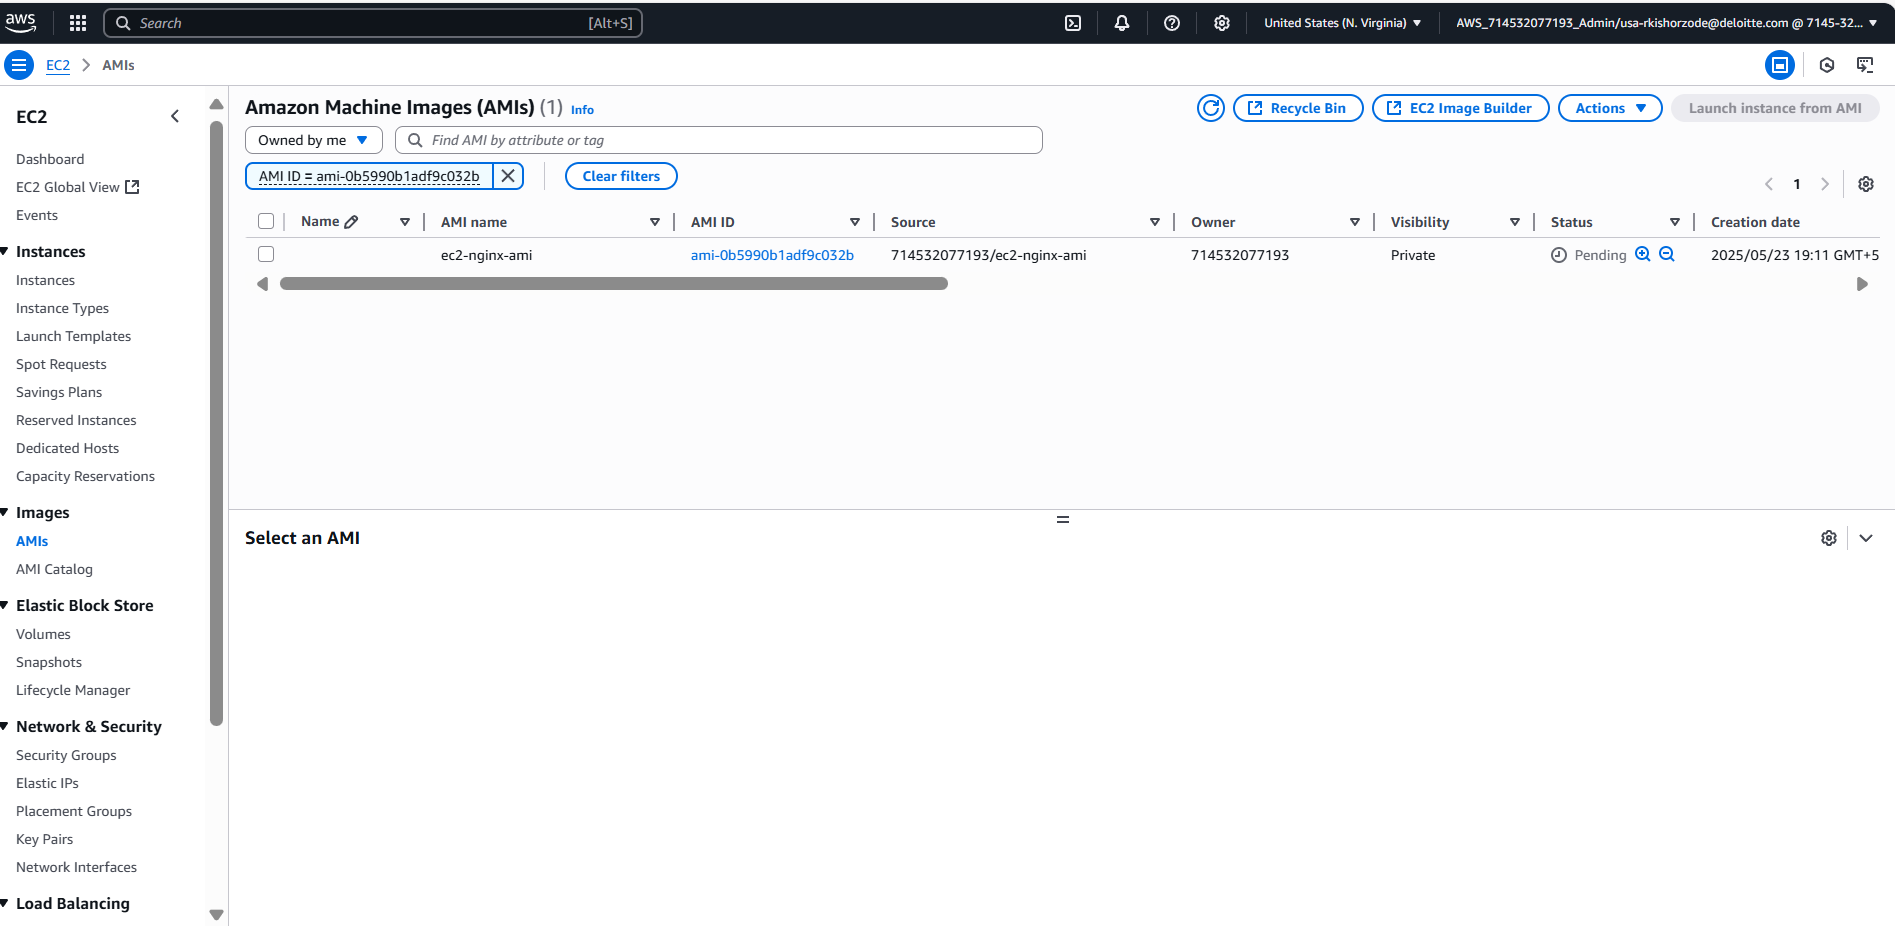 aws
Search [Alt+S]
United States (N. Virginia)
AWS_714532077193_Admin/usa-rkishorzode@deloitte.com @ 7145-32...
EC2 > AMIs
EC2
Dashboard
EC2 Global View
Events
Instances
Instances
Instance Types
Launch Templates
Spot Requests
Savings Plans
Reserved Instances
Dedicated Hosts
Capacity Reservations
Images
AMIs
AMI Catalog
Elastic Block Store
Volumes
Snapshots
Lifecycle Manager
Network & Security
Security Groups
Elastic IPs
Placement Groups
Key Pairs
Network Interfaces
Load Balancing
Amazon Machine Images (AMIs) (1) Info
Recycle Bin
EC2 Image Builder
Actions
Launch instance from AMI
Owned by me
Find AMI by attribute or tag
AMI ID = ami-0b5990b1adf9c032b
Clear filters
1
Name AMI name AMI ID Source Owner Visibility Status Creation date
ec2-nginx-ami ami-0b5990b1adf9c032b 714532077193/ec2-nginx-ami 714532077193 Private Pending 2025/05/23 19:11 GMT+5
Select an AMI